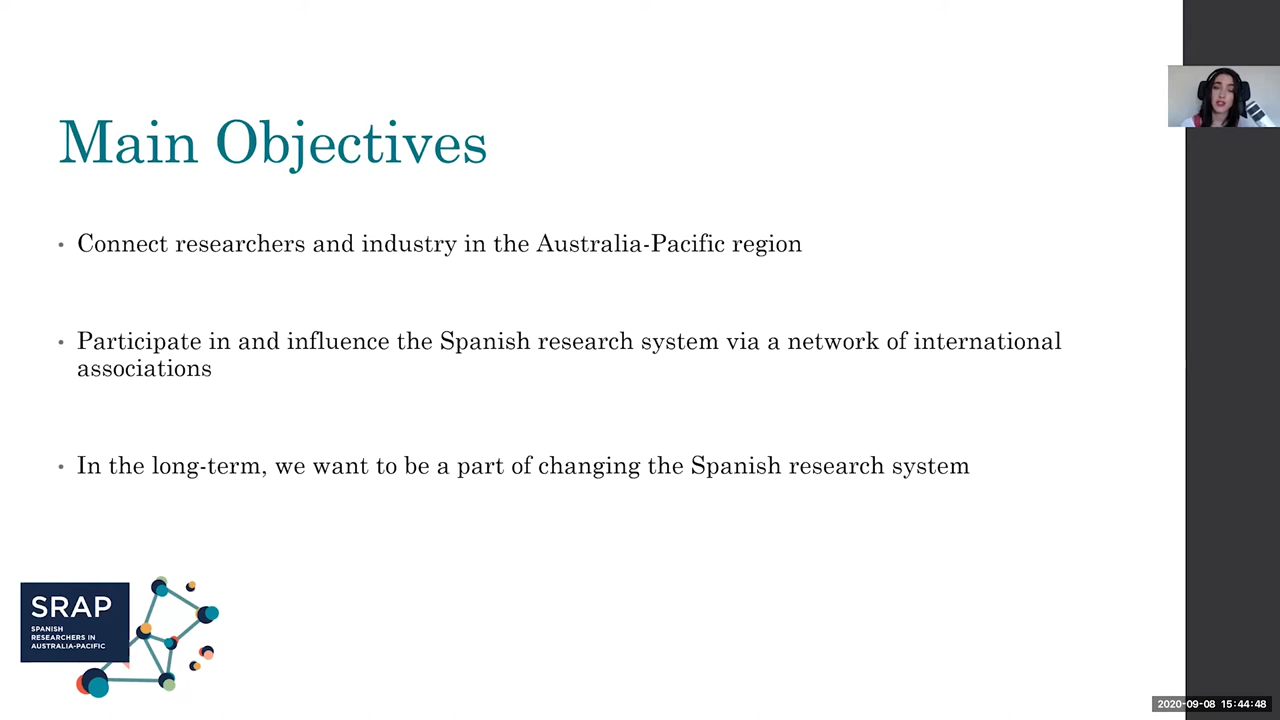 Main Objectives
• Connect researchers and industry in the Australia-Pacific region
• Participate in and influence the Spanish research system via a network of international
associations
• In the long-term, we want to be a part of changing the Spanish research system
SRAP
SPANISH
RESEARCHERS IN
AUSTRALIA-PACIFIC
2020-09-08 15:44:48